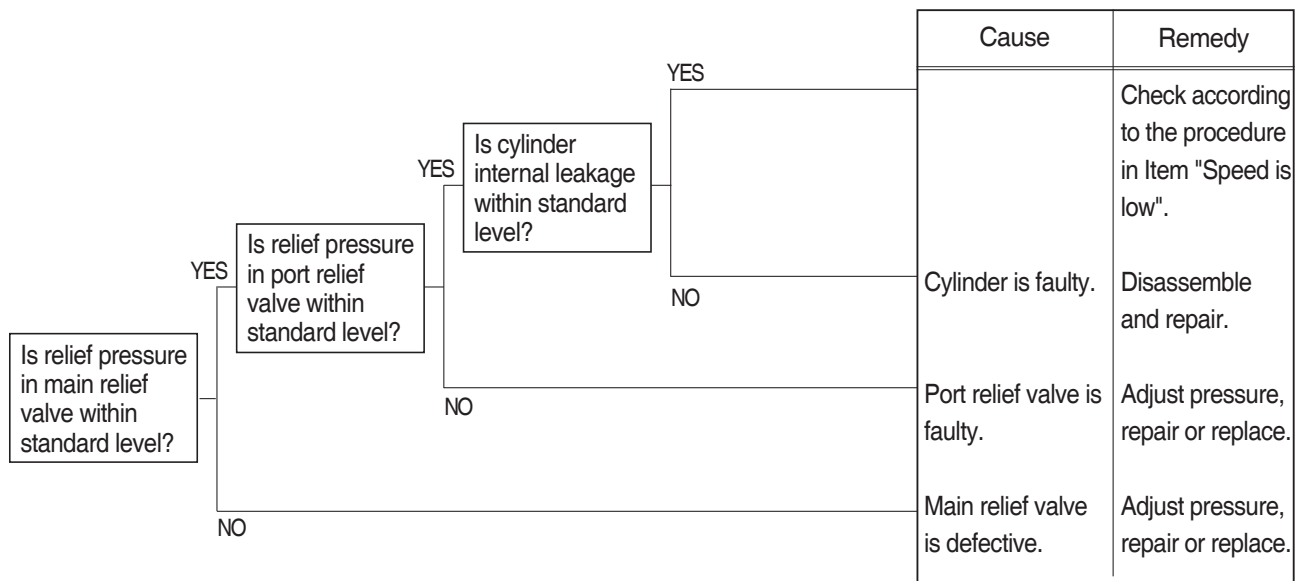 Is relief pressure
in main relief
valve within
standard level?
YES
NO
Is relief pressure
in port relief
valve within
standard level?
YES
NO
Is cylinder
internal leakage
within standard
level?
YES
NO
Cause
Remedy
Check according
to the procedure
in Item "Speed is
low".
Cylinder is faulty.
Disassemble
and repair.
Port relief valve is
faulty.
Adjust pressure,
repair or replace.
Main relief valve
is defective.
Adjust pressure,
repair or replace.